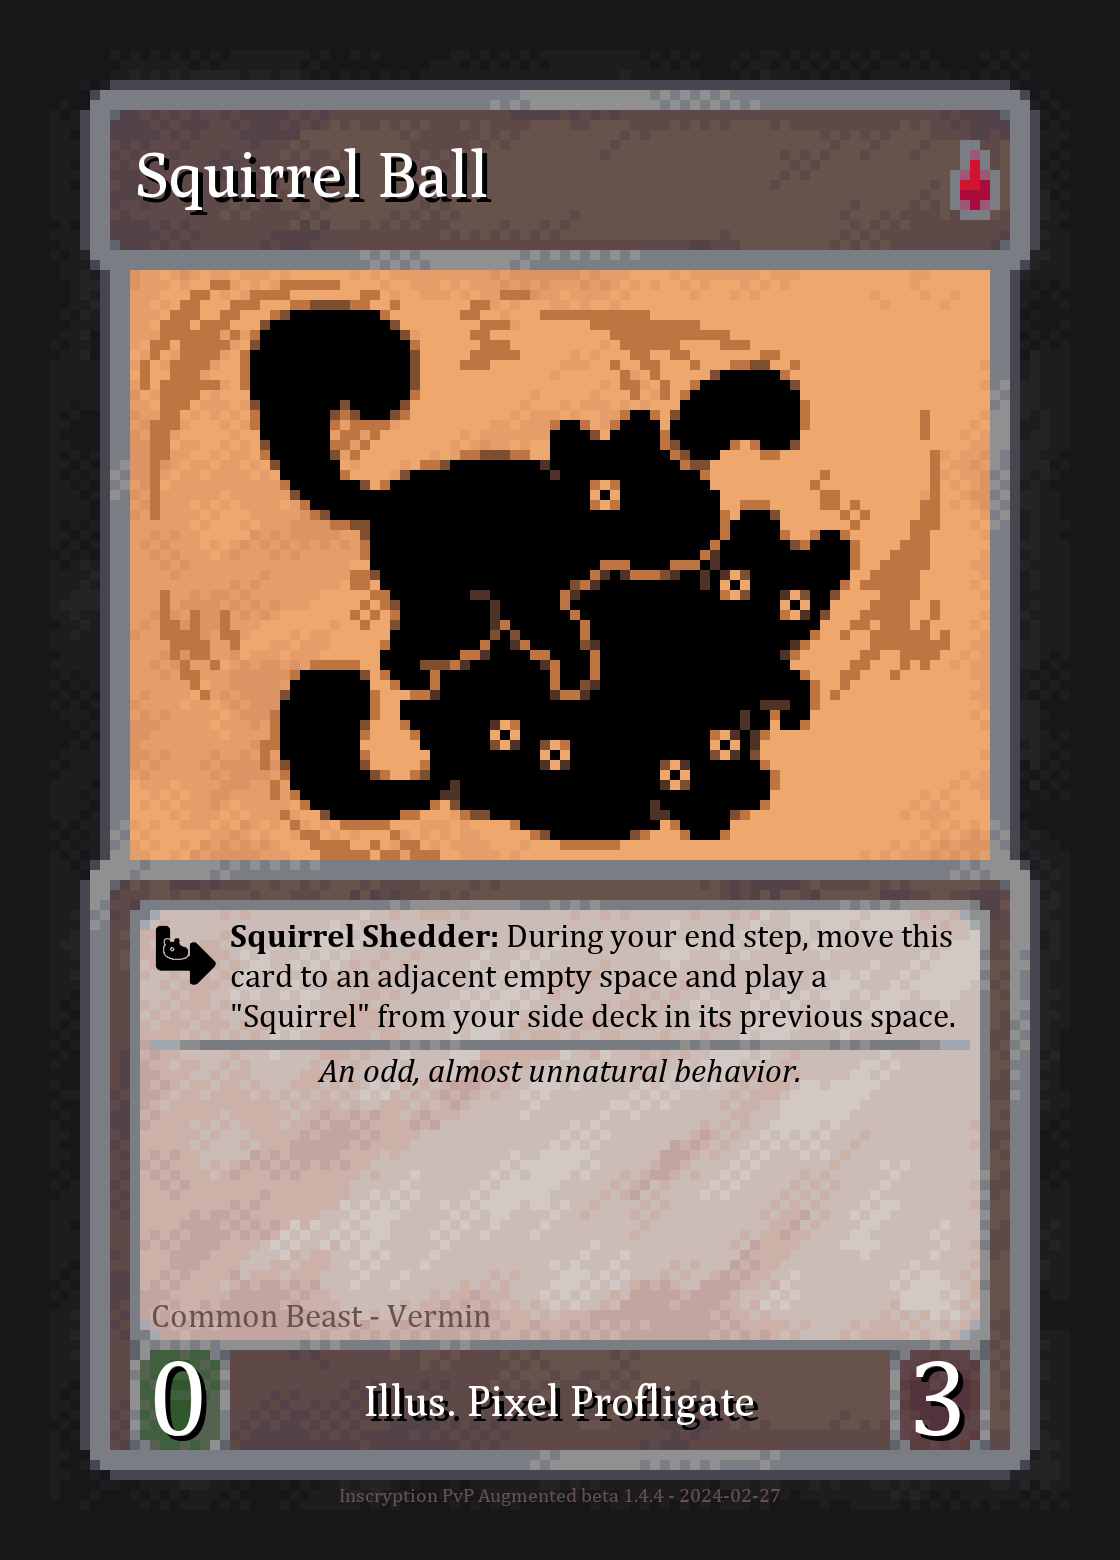 Squirrel Ball
Squirrel Shedder: During your end step, move this
card to an adjacent empty space and play a
"Squirrel" from your side deck in its previous space.
An odd, almost unnatural behavior.
Common Beast - Vermin
0
Illus. Pixel Profligate
3
Inscryption PvP Augmented beta 1.4.4 - 2024-02-27